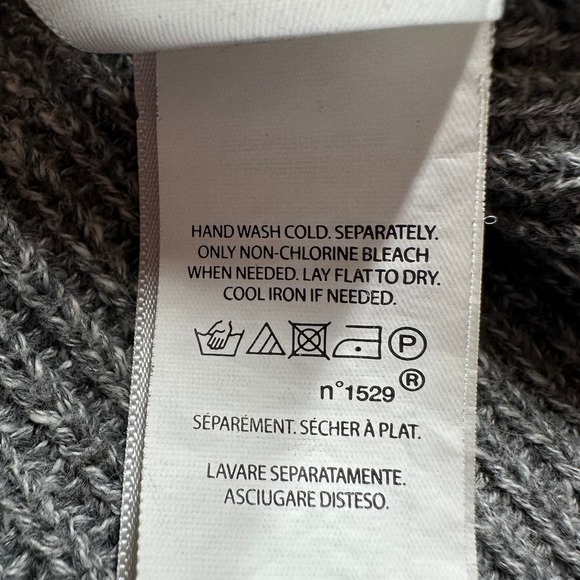 HAND WASH COLD. SEPARATELY.
ONLY NON-CHLORINE BLEACH
WHEN NEEDED. LAY FLAT TO DRY.
COOL IRON IF NEEDED.
P
n°1529 ®
SÉPARÉMENT. SÉCHER À PLAT.
LAVARE SEPARATAMENTE.
ASCIUGARE DISTESO.